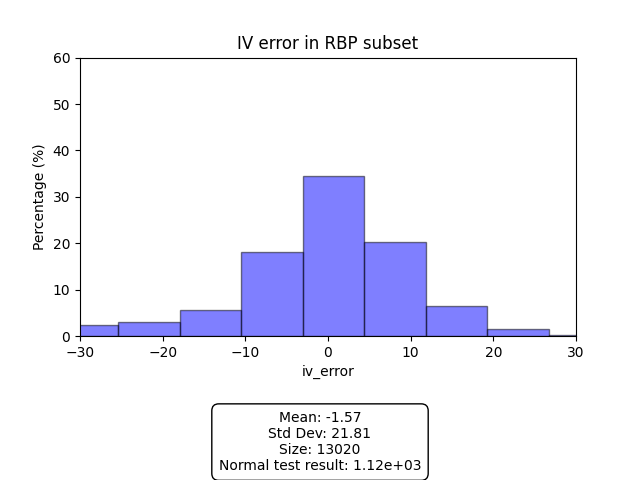 IV error in RBP subset
60
50
40
30
20
10
0
Percentage (%)
−30
−20
−10
0
10
20
30
iv_error
Mean: -1.57
Std Dev: 21.81
Size: 13020
Normal test result: 1.12e+03